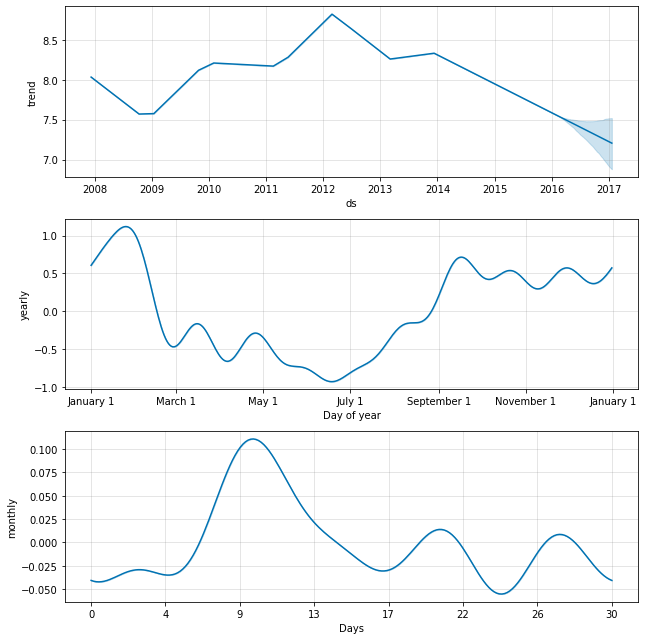 8.5
8.0
7.5
7.0
trend
2008 2009 2010 2011 2012 2013 2014 2015 2016 2017
ds
1.0
0.5
0.0
−0.5
−1.0
yearly
January 1 March 1 May 1 July 1 September 1 November 1 January 1
Day of year
0.100
0.075
0.050
0.025
0.000
−0.025
−0.050
monthly
0 4 9 13 17 22 26 30
Days